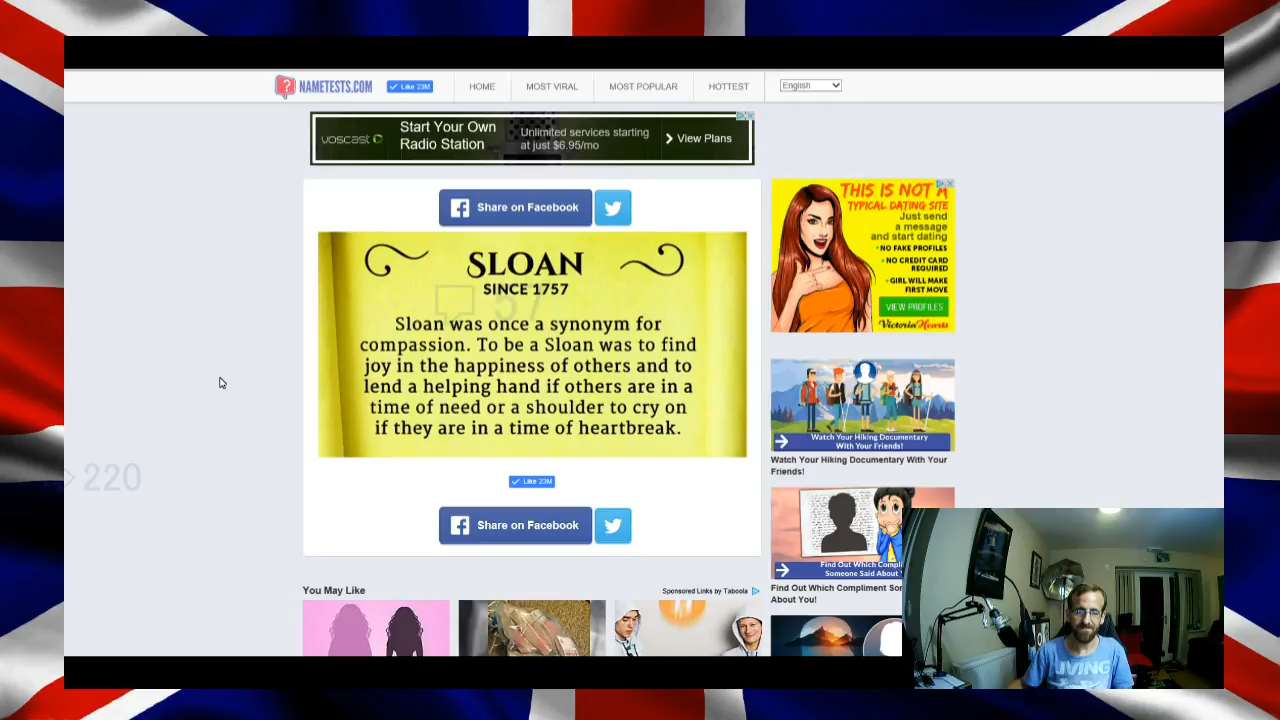 NAMETESTS.COM
Like 23M
HOME
MOST VIRAL
MOST POPULAR
HOTTEST
English
voscast
Start Your Own
Radio Station
Unlimited services starting
at just $6.95/mo
View Plans
Share on Facebook
SLOAN
SINCE 1757
Sloan was once a synonym for
compassion. To be a Sloan was to find
joy in the happiness of others and to
lend a helping hand if others are in a
time of need or a shoulder to cry on
if they are in a time of heartbreak.
37
220
Like 23M
Share on Facebook
You May Like
Sponsored Links by Taboola
THIS IS NOT A
TYPICAL DATING SITE
Just send
a message
and start dating
•NO FAKE PROFILES
•NO CREDIT CARD
REQUIRED
•GIRL WILL MAKE
FIRST MOVE
VIEW PROFILES
VictoriaHearts
Watch Your Hiking Documentary
With Your Friends!
Watch Your Hiking Documentary With Your
Friends!
Find Out Which Compli
Someone Said About
Find Out Which Compliment So
About You!
LIVING